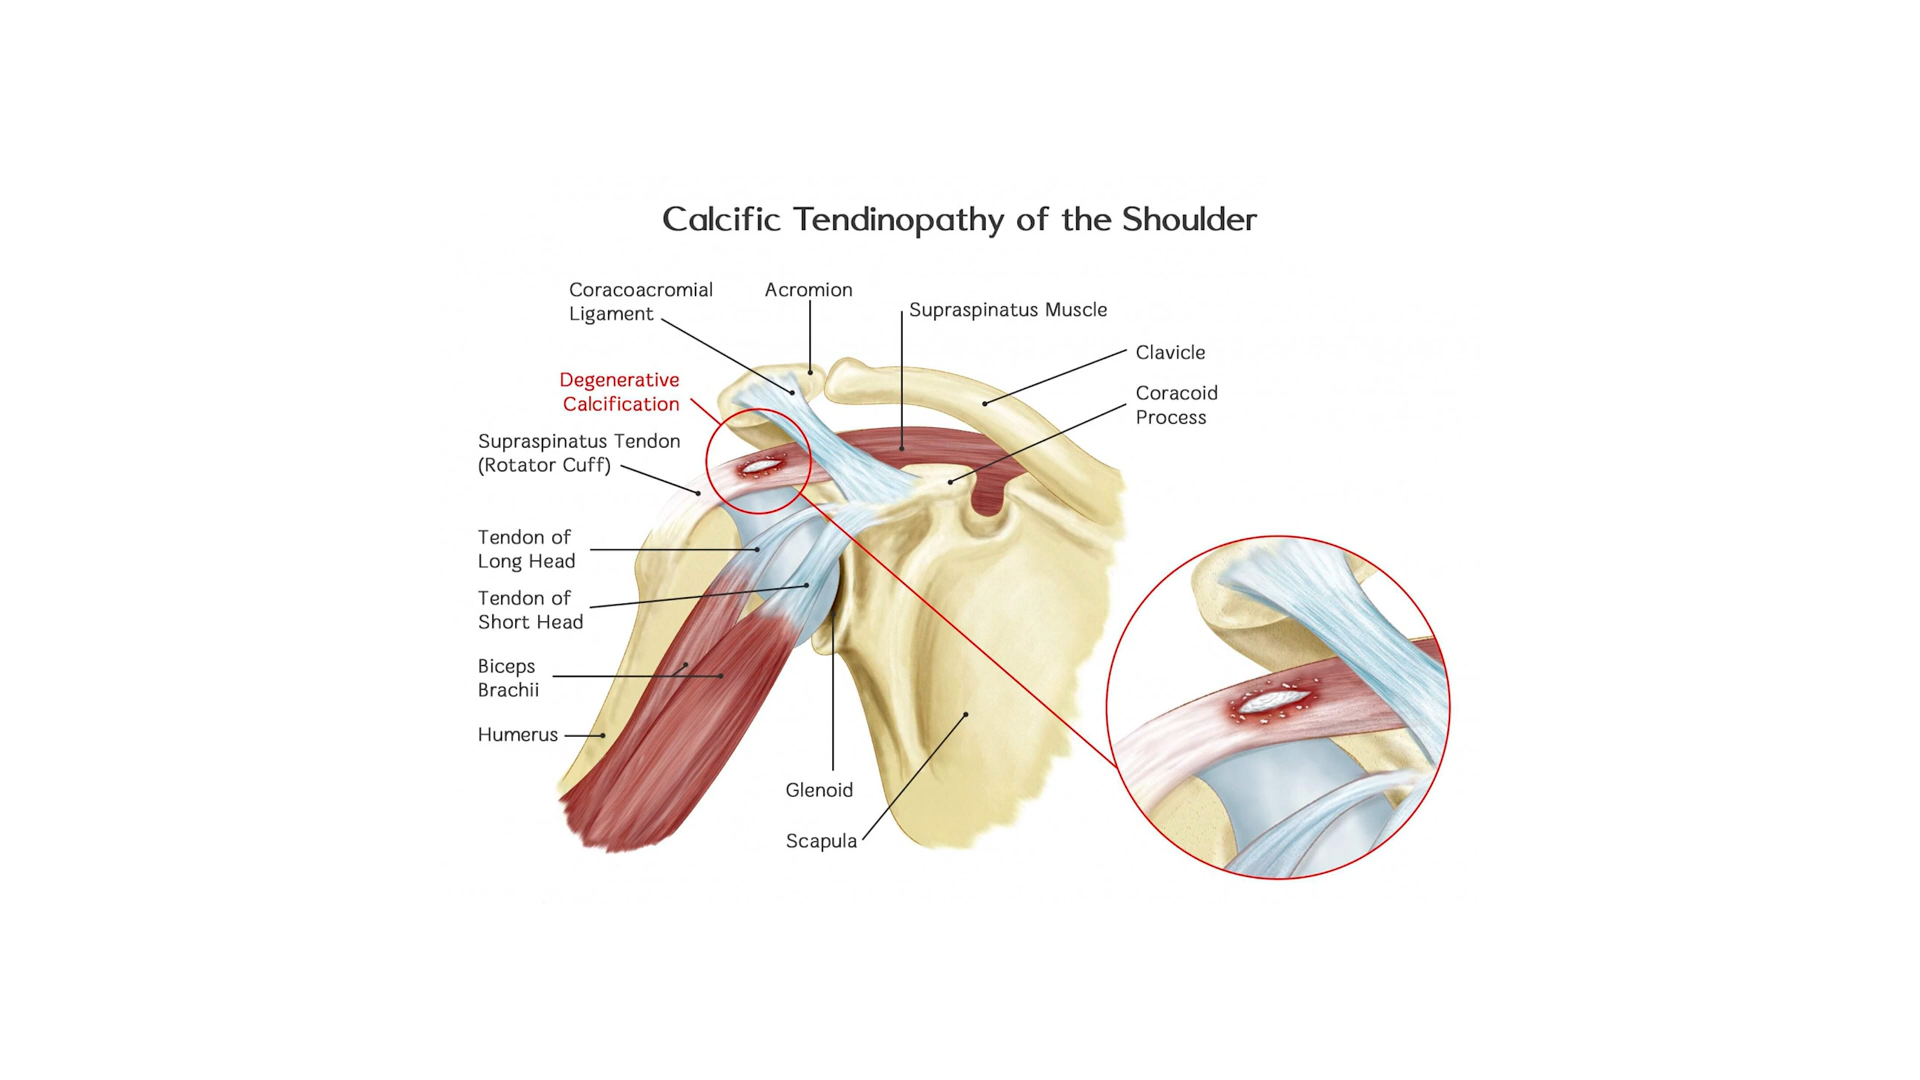 Calcific Tendinopathy of the Shoulder
Coracoacromial
Ligament
Acromion
Supraspinatus Muscle
Clavicle
Coracoid
Process
Degenerative
Calcification
Supraspinatus Tendon
(Rotator Cuff)
Tendon of
Long Head
Tendon of
Short Head
Biceps
Brachii
Humerus
Glenoid
Scapula